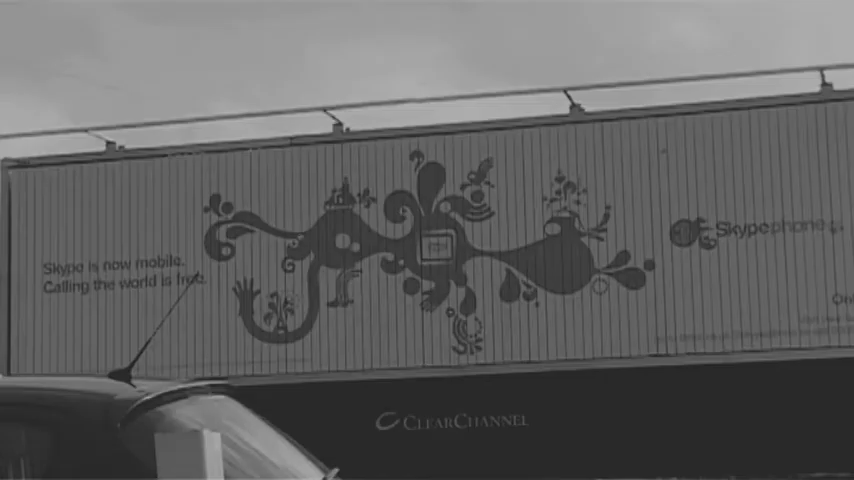 Skype is now mobile.
Calling the world is free.
Skypephone
CLEARCHANNEL